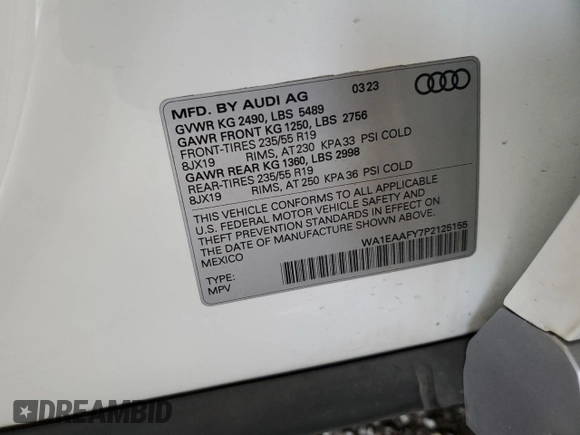 MFD. BY AUDI AG 03 23
GVWR KG 2490, LBS 5489
GAWR FRONT KG 1250, LBS 2756
FRONT-TIRES 235/55 R19
8JX19 RIMS, AT 230 KPA 33 PSI COLD
GAWR REAR KG 1360, LBS 2998
REAR-TIRES 235/55 R19
8JX19 RIMS, AT 250 KPA 36 PSI COLD
THIS VEHICLE CONFORMS TO ALL APPLICABLE
U.S. FEDERAL MOTOR VEHICLE SAFETY AND
THEFT PREVENTION STANDARDS IN EFFECT ON
THE DATE OF MANUFACTURE SHOWN ABOVE.
MEXICO
WA1EAAFY7P2125155
TYPE:
MPV
DREAMBID